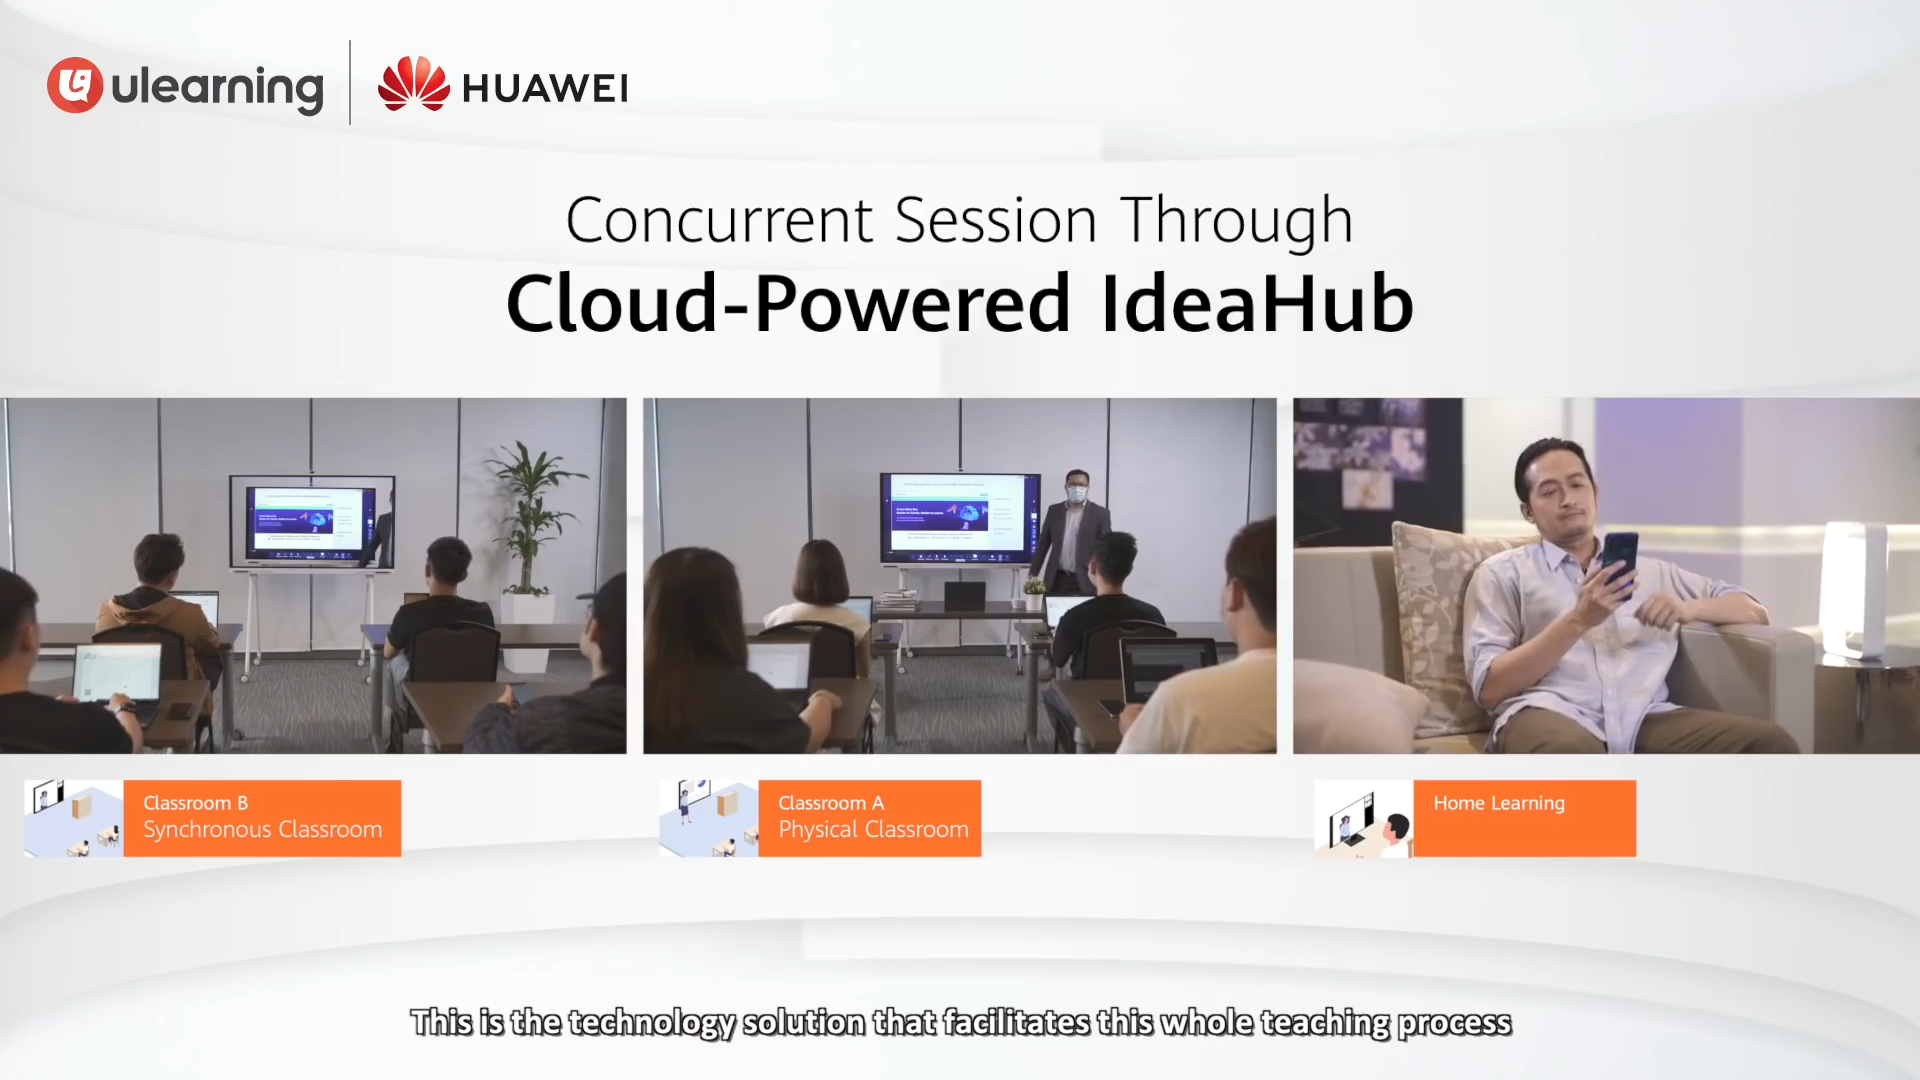 ulearning
HUAWEI
Concurrent Session Through
Cloud-Powered IdeaHub
Classroom B
Synchronous Classroom
Classroom A
Physical Classroom
Home Learning
This is the technology solution that facilitates this whole teaching process